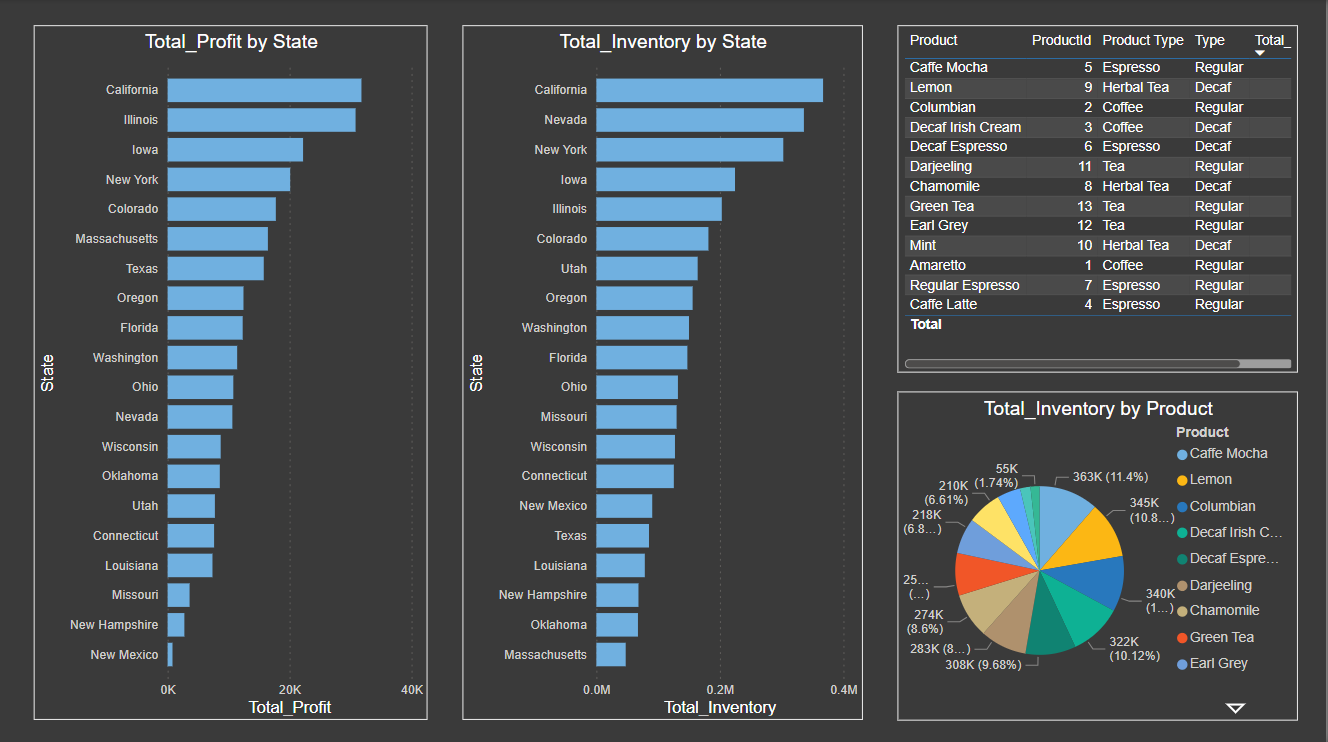 Total_Profit by State
California
Illinois
Iowa
New York
Colorado
Massachusetts
Texas
Oregon
Florida
Washington
Ohio
Nevada
Wisconsin
Oklahoma
Utah
Connecticut
Louisiana
Missouri
New Hampshire
New Mexico
State
0K 20K 40K
Total_Profit
Total_Inventory by State
California
Nevada
New York
Iowa
Illinois
Colorado
Utah
Oregon
Washington
Florida
Ohio
Missouri
Wisconsin
Connecticut
New Mexico
Texas
Louisiana
New Hampshire
Oklahoma
Massachusetts
State
0.0M 0.2M 0.4M
Total_Inventory
Product ProductId Product Type Type Total_
Caffe Mocha 5 Espresso Regular
Lemon 9 Herbal Tea Decaf
Columbian 2 Coffee Regular
Decaf Irish Cream 3 Coffee Decaf
Decaf Espresso 6 Espresso Decaf
Darjeeling 11 Tea Regular
Chamomile 8 Herbal Tea Decaf
Green Tea 13 Tea Regular
Earl Grey 12 Tea Regular
Mint 10 Herbal Tea Decaf
Amaretto 1 Coffee Regular
Regular Espresso 7 Espresso Regular
Caffe Latte 4 Espresso Regular
Total
Total_Inventory by Product
363K (11.4%)
345K
(10.8...)
340K
(1...)
322K
(10.12%)
308K (9.68%)
283K (8...)
274K
(8.6%)
25...
(...)
218K
(6.8...)
210K
(6.61%)
55K
(1.74%)
Product
Caffe Mocha
Lemon
Columbian
Decaf Irish C...
Decaf Espre...
Darjeeling
Chamomile
Green Tea
Earl Grey